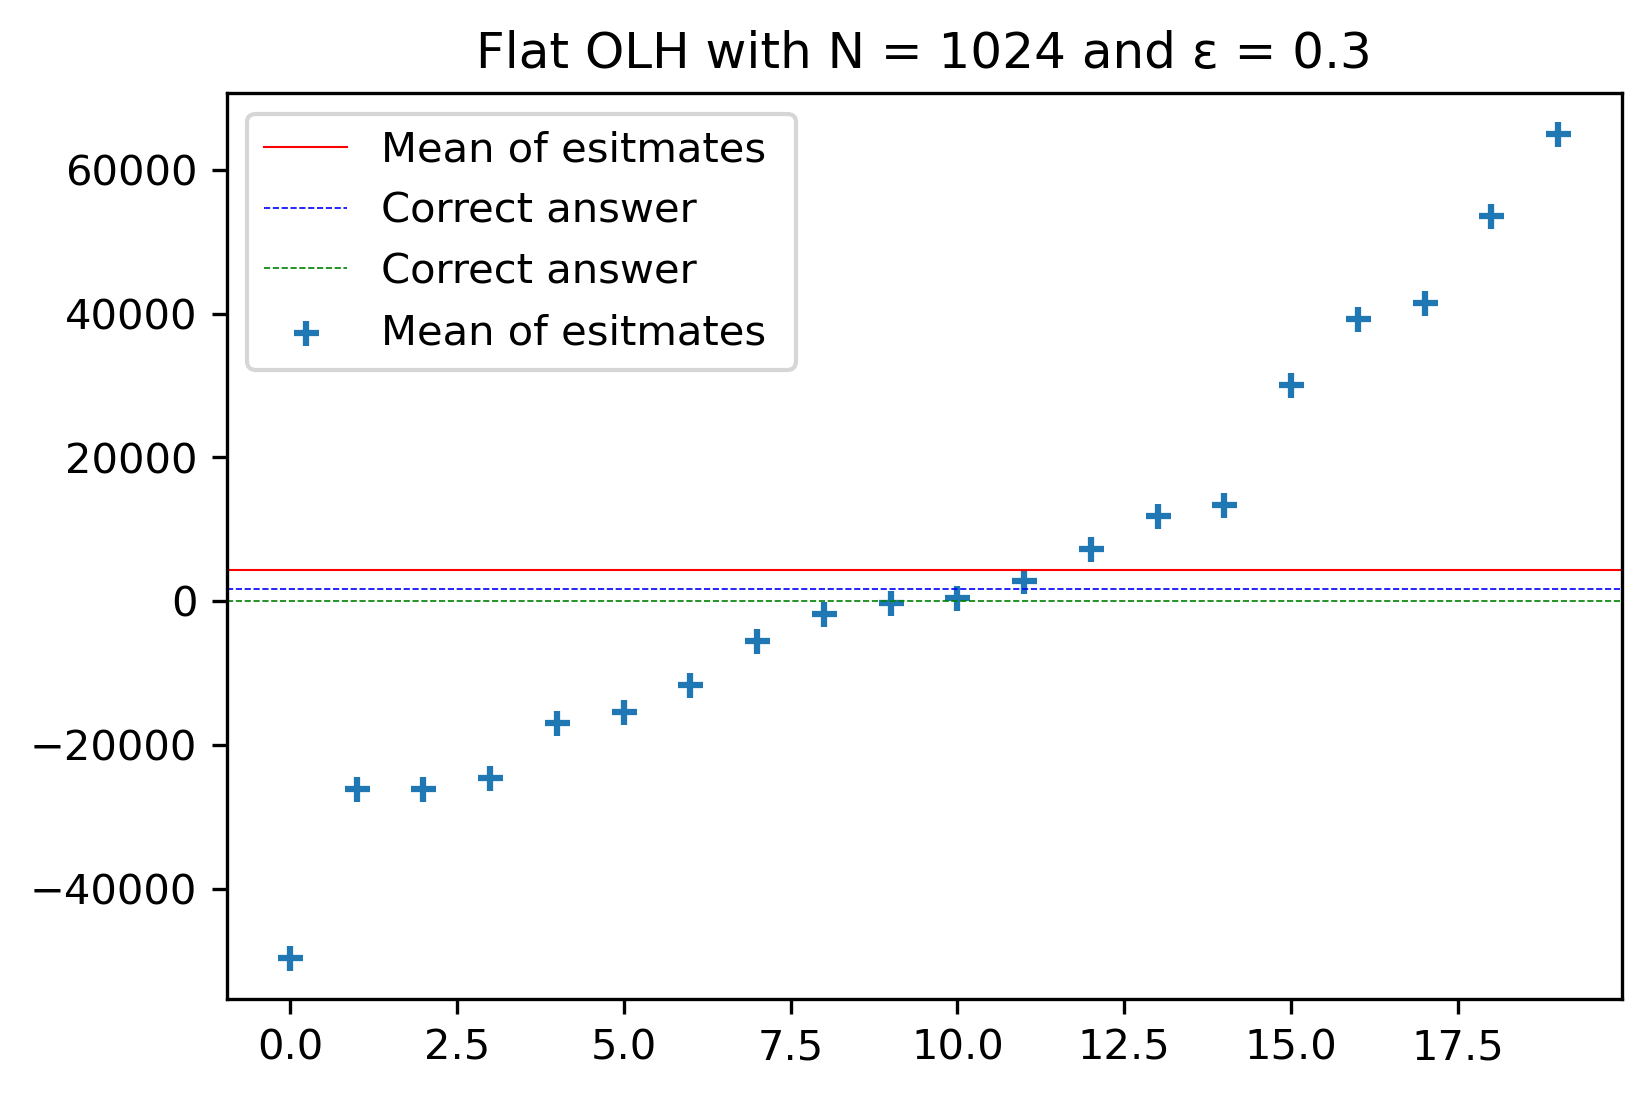 Flat OLH with N = 1024 and ε = 0.3
Mean of esitmates
Correct answer
Correct answer
Mean of esitmates
60000
40000
20000
0
−20000
−40000
0.0 2.5 5.0 7.5 10.0 12.5 15.0 17.5